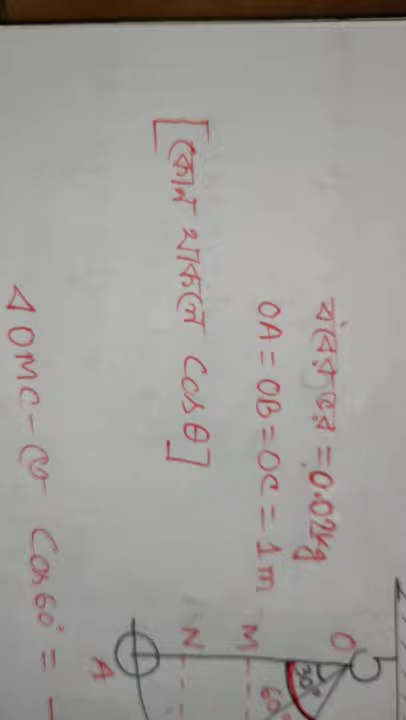 ববের ভর = 0.02kg
OA = OB = OC = 1m
[কোন থাকলে Cosθ]
Δ OMC-এ Cos60° =
O
30°
60°
M
N
A